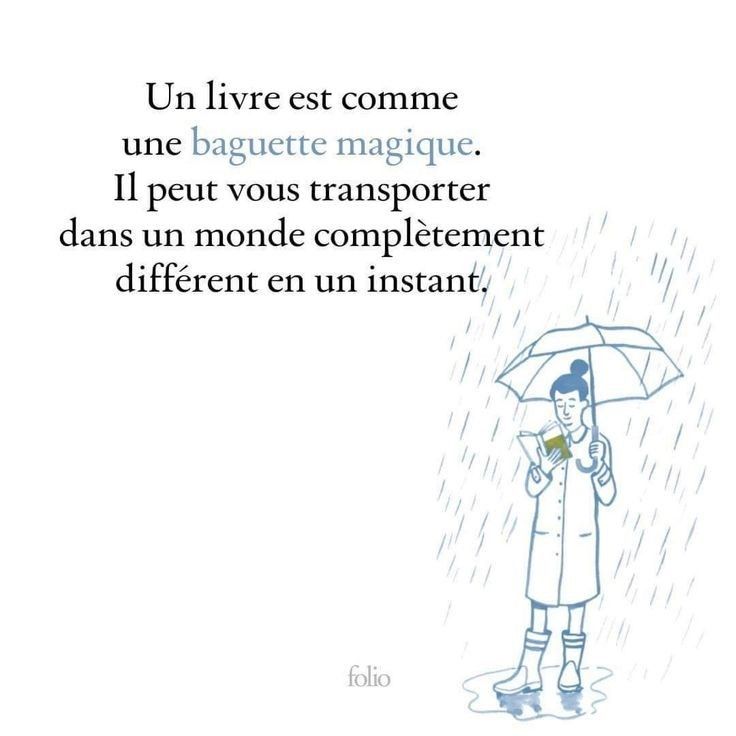 Un livre est comme
une baguette magique.
Il peut vous transporter
dans un monde complètement
différent en un instant.
folio